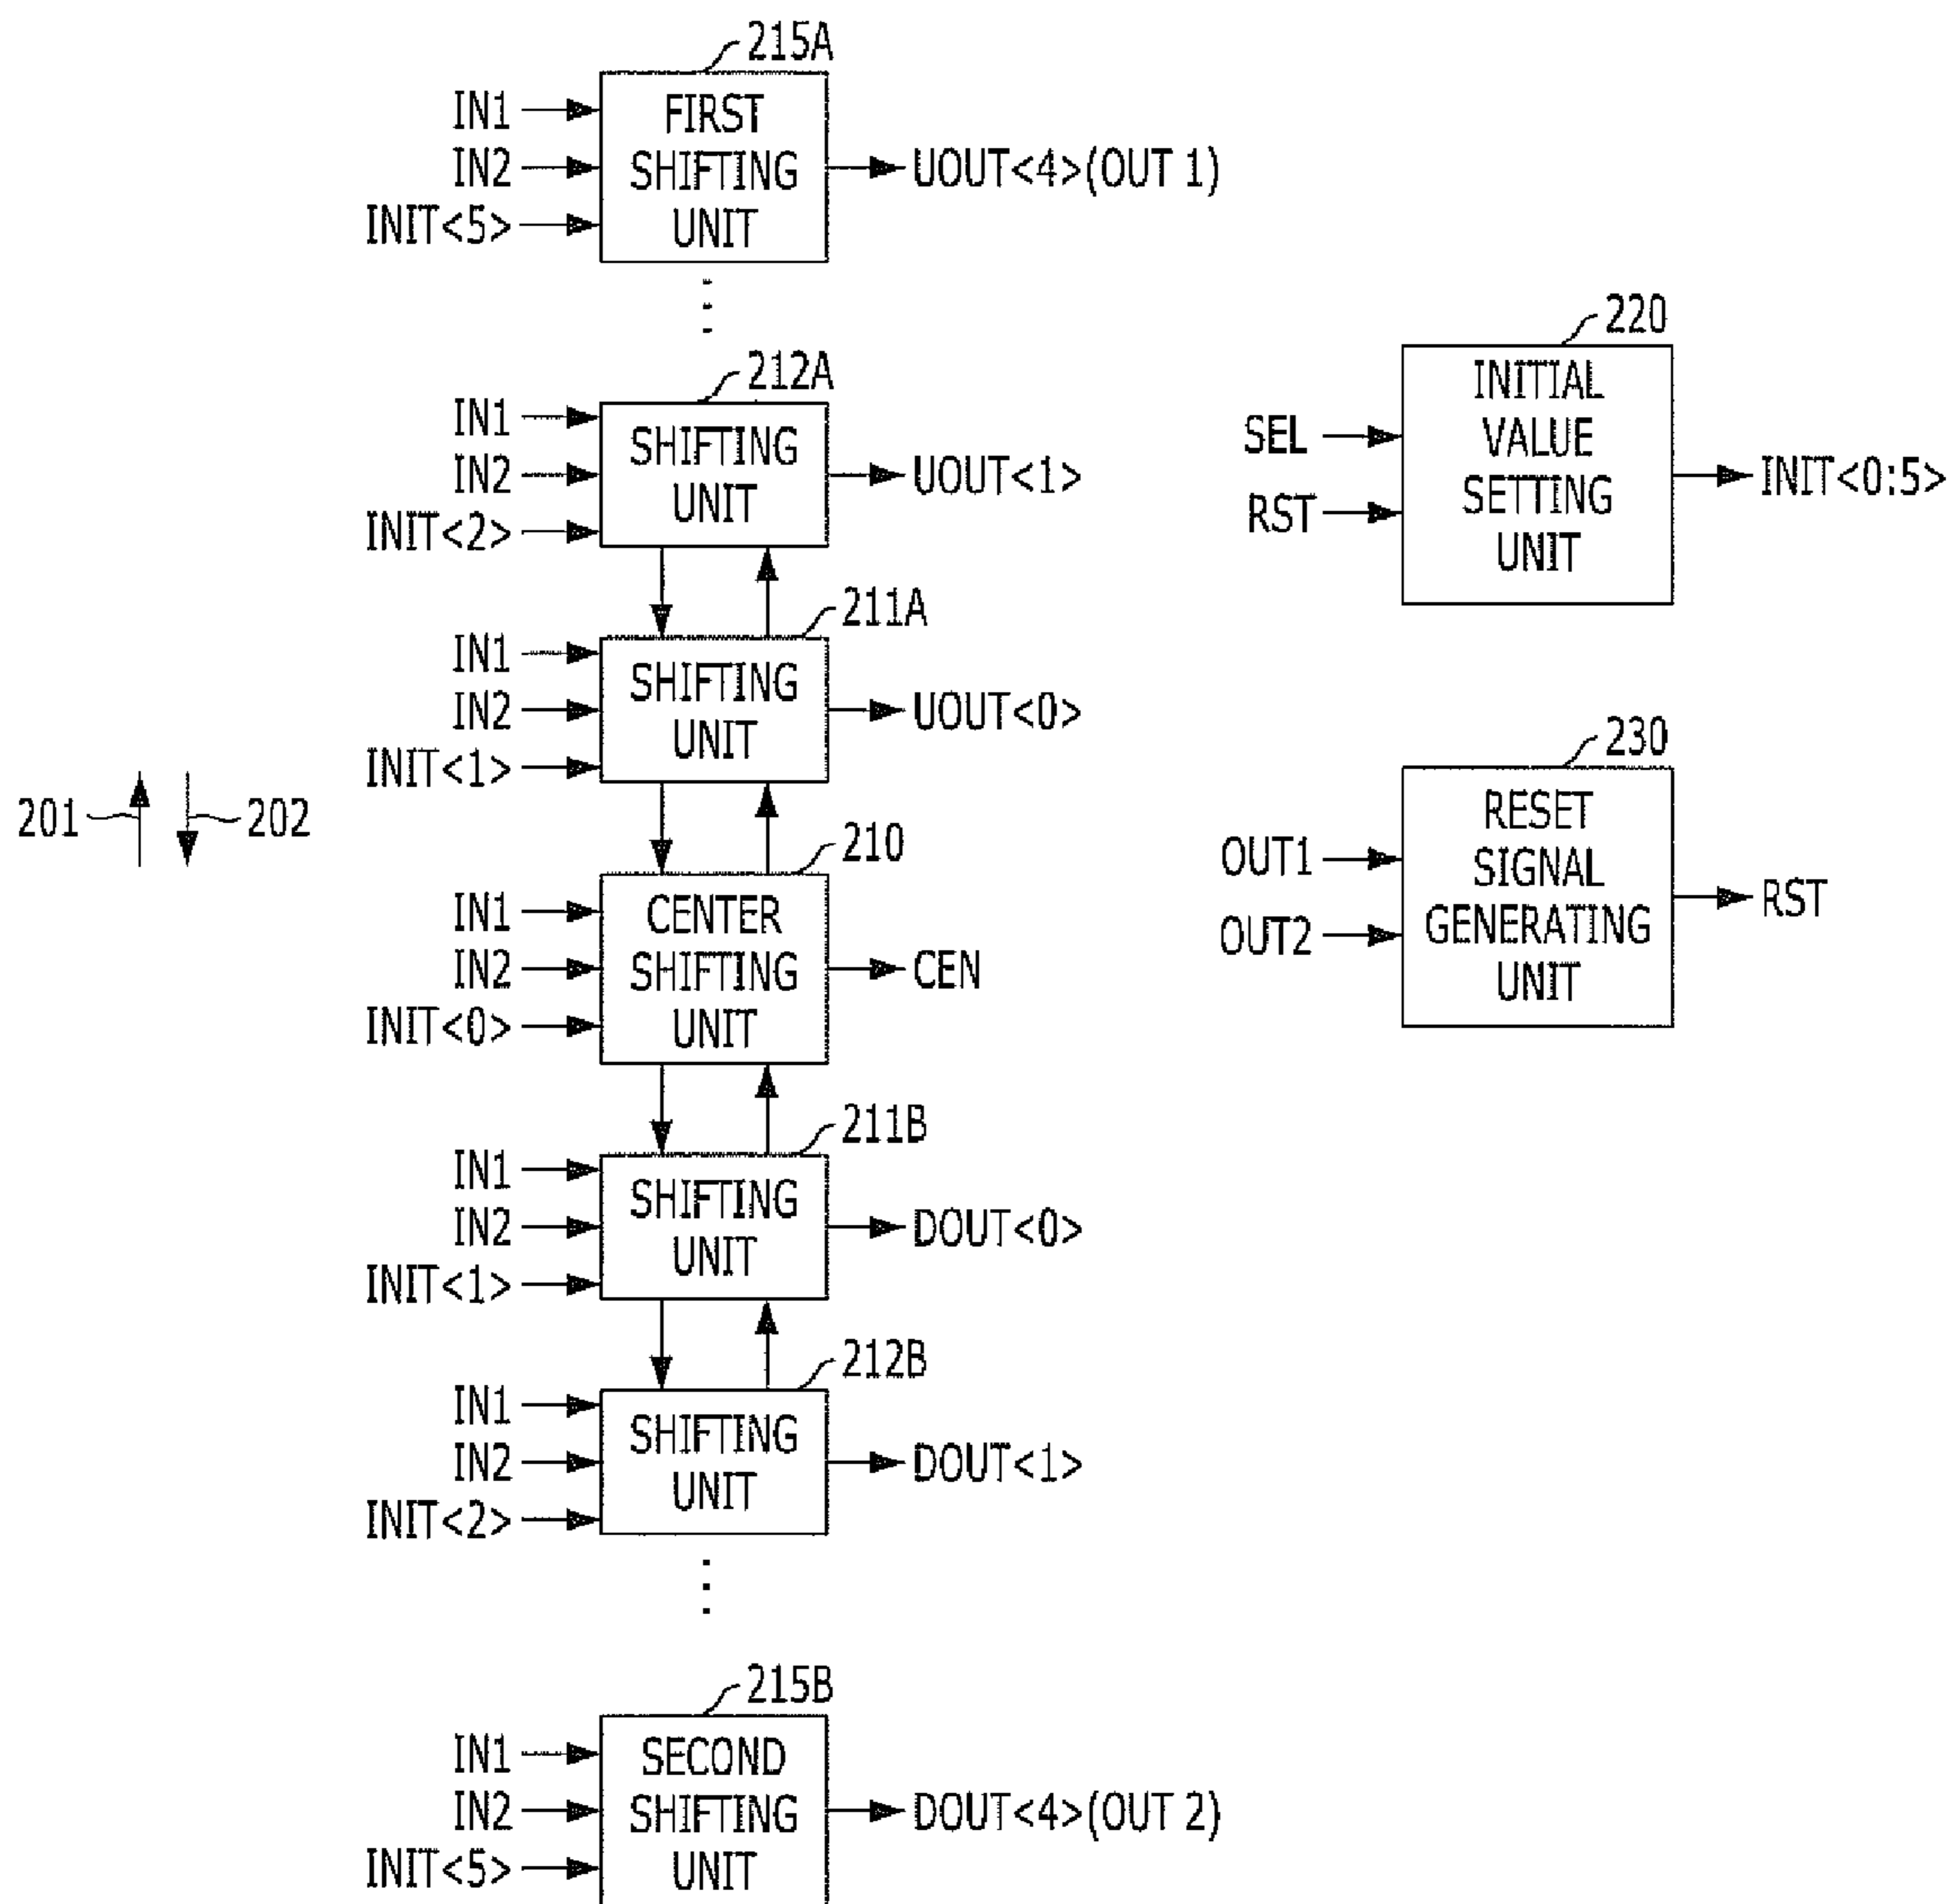 215A
IN1
IN2
INIT<5>
FIRST
SHIFTING
UNIT
UOUT<4>(OUT 1)
212A
IN1
IN2
INIT<2>
SHIFTING
UNIT
UOUT<1>
211A
IN1
IN2
INIT<1>
SHIFTING
UNIT
UOUT<0>
201
202
210
IN1
IN2
INIT<0>
CENTER
SHIFTING
UNIT
CEN
211B
IN1
IN2
INIT<1>
SHIFTING
UNIT
DOUT<0>
212B
IN1
IN2
INIT<2>
SHIFTING
UNIT
DOUT<1>
215B
IN1
IN2
INIT<5>
SECOND
SHIFTING
UNIT
DOUT<4>(OUT 2)
220
SEL
RST
INITIAL
VALUE
SETTING
UNIT
INIT<0:5>
230
OUT1
OUT2
RESET
SIGNAL
GENERATING
UNIT
RST